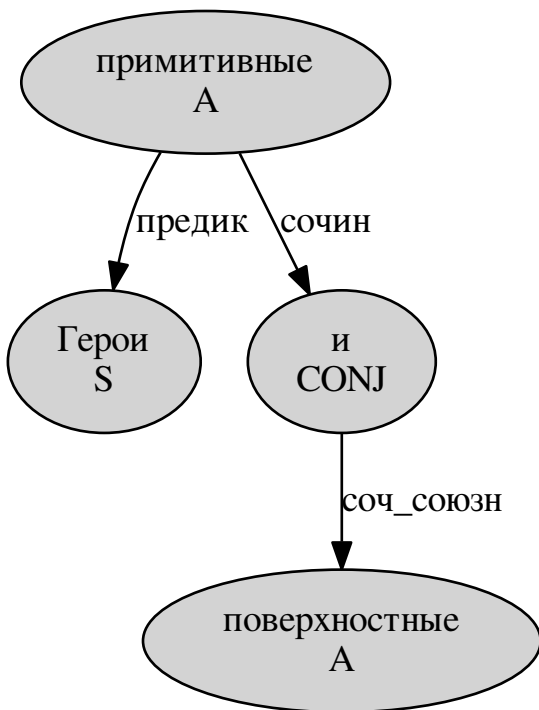 примитивные
A
предик
сочин
Герои
S
и
CONJ
соч_союзн
поверхностные
A